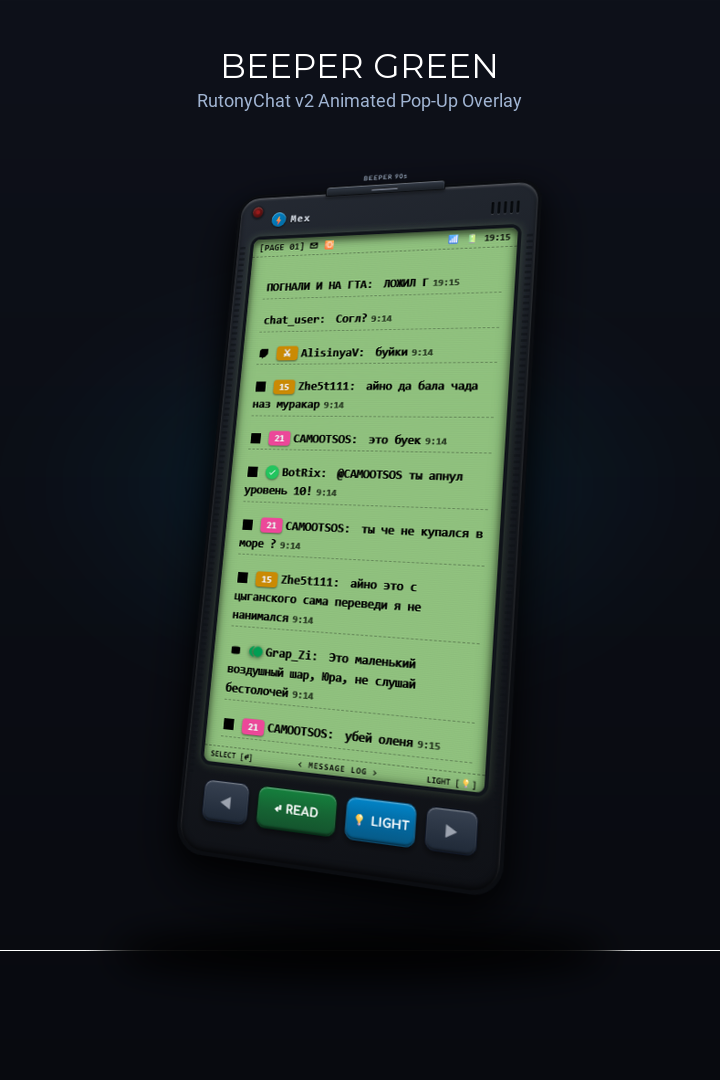 BEEPER GREEN
RutonyChat v2 Animated Pop-Up Overlay
BEEPER 90s
Mex
[PAGE 01] 19:15
ПОГНАЛИ И НА ГТА: ЛОЖИЛ Г 19:15
chat_user: Согл? 9:14
AlisinyaV: буйки 9:14
15 Zhe5t111: айно да бала чада
наз муракар 9:14
21 CAMOOTSOS: это буек 9:14
BotRix: @CAMOOTSOS ты апнул
уровень 10! 9:14
21 CAMOOTSOS: ты че не купался в
море ? 9:14
15 Zhe5t111: айно это с
цыганского сама переведи я не
нанимался 9:14
Grap_Zi: Это маленький
воздушный шар, Юра, не слушай
бестолочей 9:14
21 CAMOOTSOS: убей оленя 9:15
SELECT [#] < MESSAGE LOG > LIGHT [💡]
◀ ↲ READ 💡 LIGHT ▶